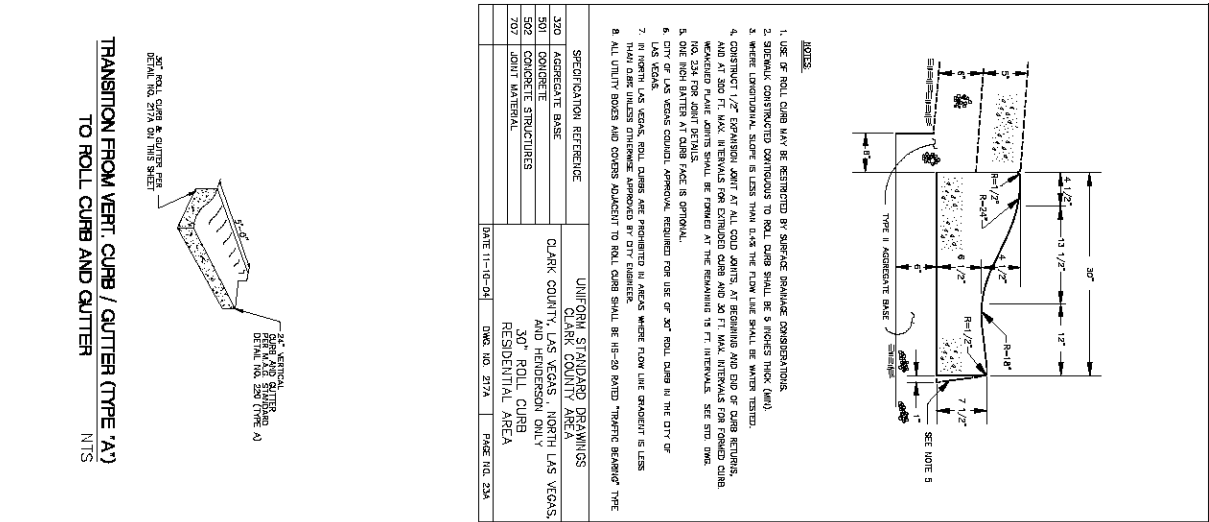 30"
4 1/2"
13 1/2"
12"
5"
6"
R=1/2"
R=24"
R=18"
R=1/2"
4 1/2"
6 1/2"
7 1/2"
6"
8"
1"
SEE NOTE 5
TYPE II AGGREGATE BASE
NOTES:
1. USE OF ROLL CURB MAY BE RESTRICTED BY SURFACE DRAINAGE CONSIDERATIONS.
2. SIDEWALK CONSTRUCTED CONTIGUOUS TO ROLL CURB SHALL BE 5 INCHES THICK (MIN).
3. WHERE LONGITUDINAL SLOPE IS LESS THAN 0.4% THE FLOW LINE SHALL BE WATER TESTED.
4. CONSTRUCT 1/2" EXPANSION JOINT AT ALL COLD JOINTS, AT BEGINNING AND END OF CURB RETURNS,
AND AT 300 FT. MAX. INTERVALS FOR EXTRUDED CURB AND 30 FT. MAX. INTERVALS FOR FORMED CURB.
WEAKENED PLANE JOINTS SHALL BE FORMED AT THE REMAINING 15 FT. INTERVALS. SEE STD. DWG.
NO. 234 FOR JOINT DETAILS.
5. ONE INCH BATTER AT CURB FACE IS OPTIONAL.
6. CITY OF LAS VEGAS COUNCIL APPROVAL REQUIRED FOR USE OF 30" ROLL CURB IN THE CITY OF
LAS VEGAS.
7. IN NORTH LAS VEGAS, ROLL CURBS ARE PROHIBITED IN AREAS WHERE FLOW LINE GRADIENT IS LESS
THAN UNLESS OTHERWISE APPROVED BY CITY ENGINEER.
8. ALL UTILITY BOXES AND COVERS ADJACENT TO ROLL CURB SHALL BE HS-20 RATED "TRAFFIC BEARING" TYPE
SPECIFICATION REFERENCE
320 AGGREGATE BASE
501 CONCRETE
502 CONCRETE STRUCTURES
707 JOINT MATERIAL
UNIFORM STANDARD DRAWINGS
CLARK COUNTY AREA
CLARK COUNTY, LAS VEGAS , NORTH LAS VEGAS,
AND HENDERSON ONLY
30" ROLL CURB
RESIDENTIAL AREA
DATE 11-10-04 DWG. NO. 217A PAGE NO. 23A
5'-0"
24" VERTICAL
CURB AND GUTTER
PER M.A.G. STANDARD
DETAIL NO. 220 (TYPE A)
30" ROLL CURB & GUTTER PER
DETAIL NO. 217A ON THIS SHEET
TRANSITION FROM VERT. CURB / GUTTER (TYPE "A")
TO ROLL CURB AND GUTTER NTS